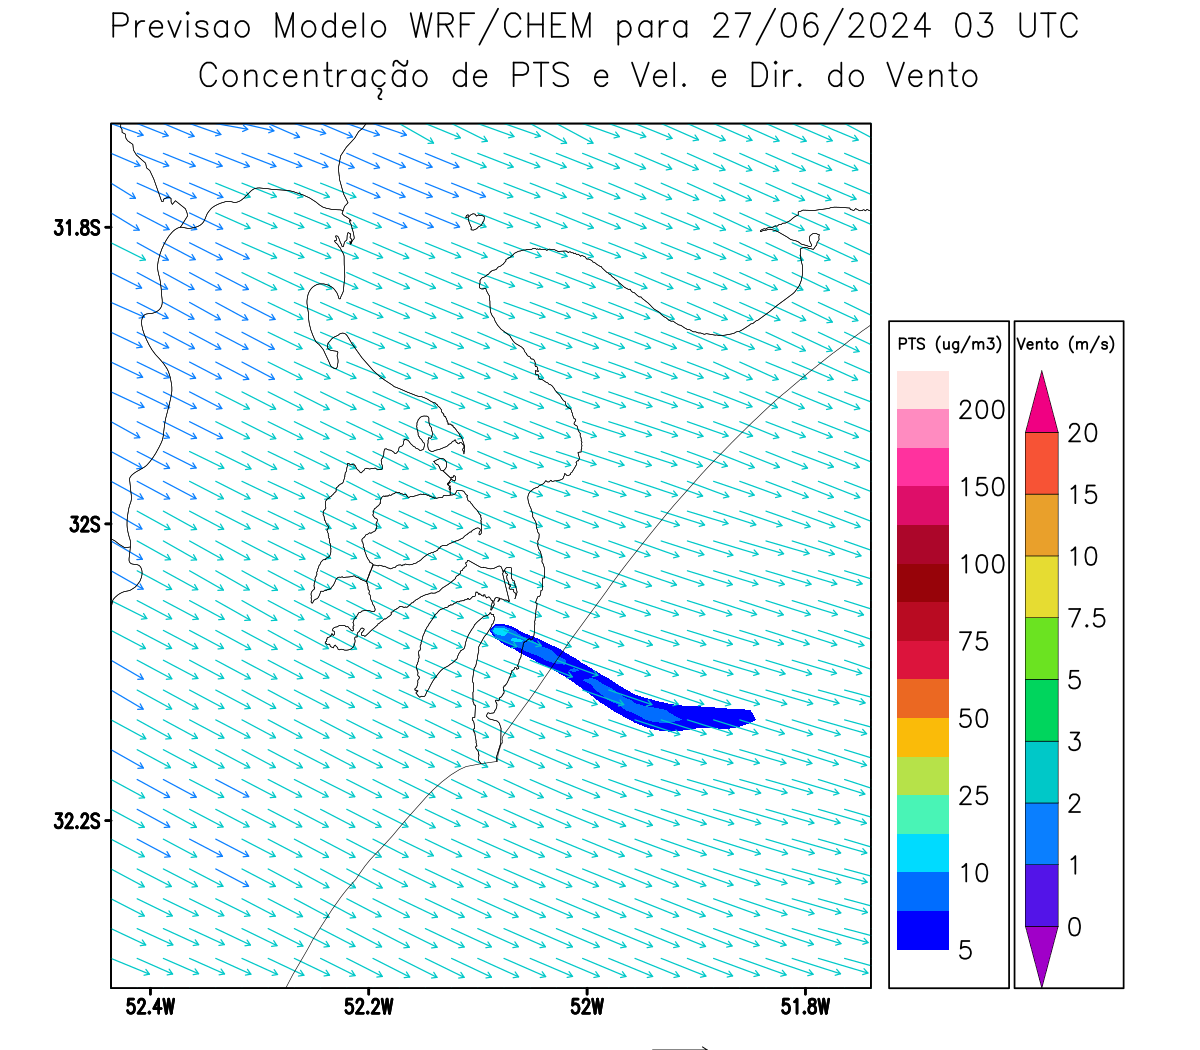 Previsao Modelo WRF/CHEM para 27/06/2024 03 UTC
Concentração de PTS e Vel. e Dir. do Vento
31.8S
32S
32.2S
52.4W
52.2W
52W
51.8W
PTS (ug/m3)
200
150
100
75
50
25
10
5
Vento (m/s)
20
15
10
7.5
5
3
2
1
0